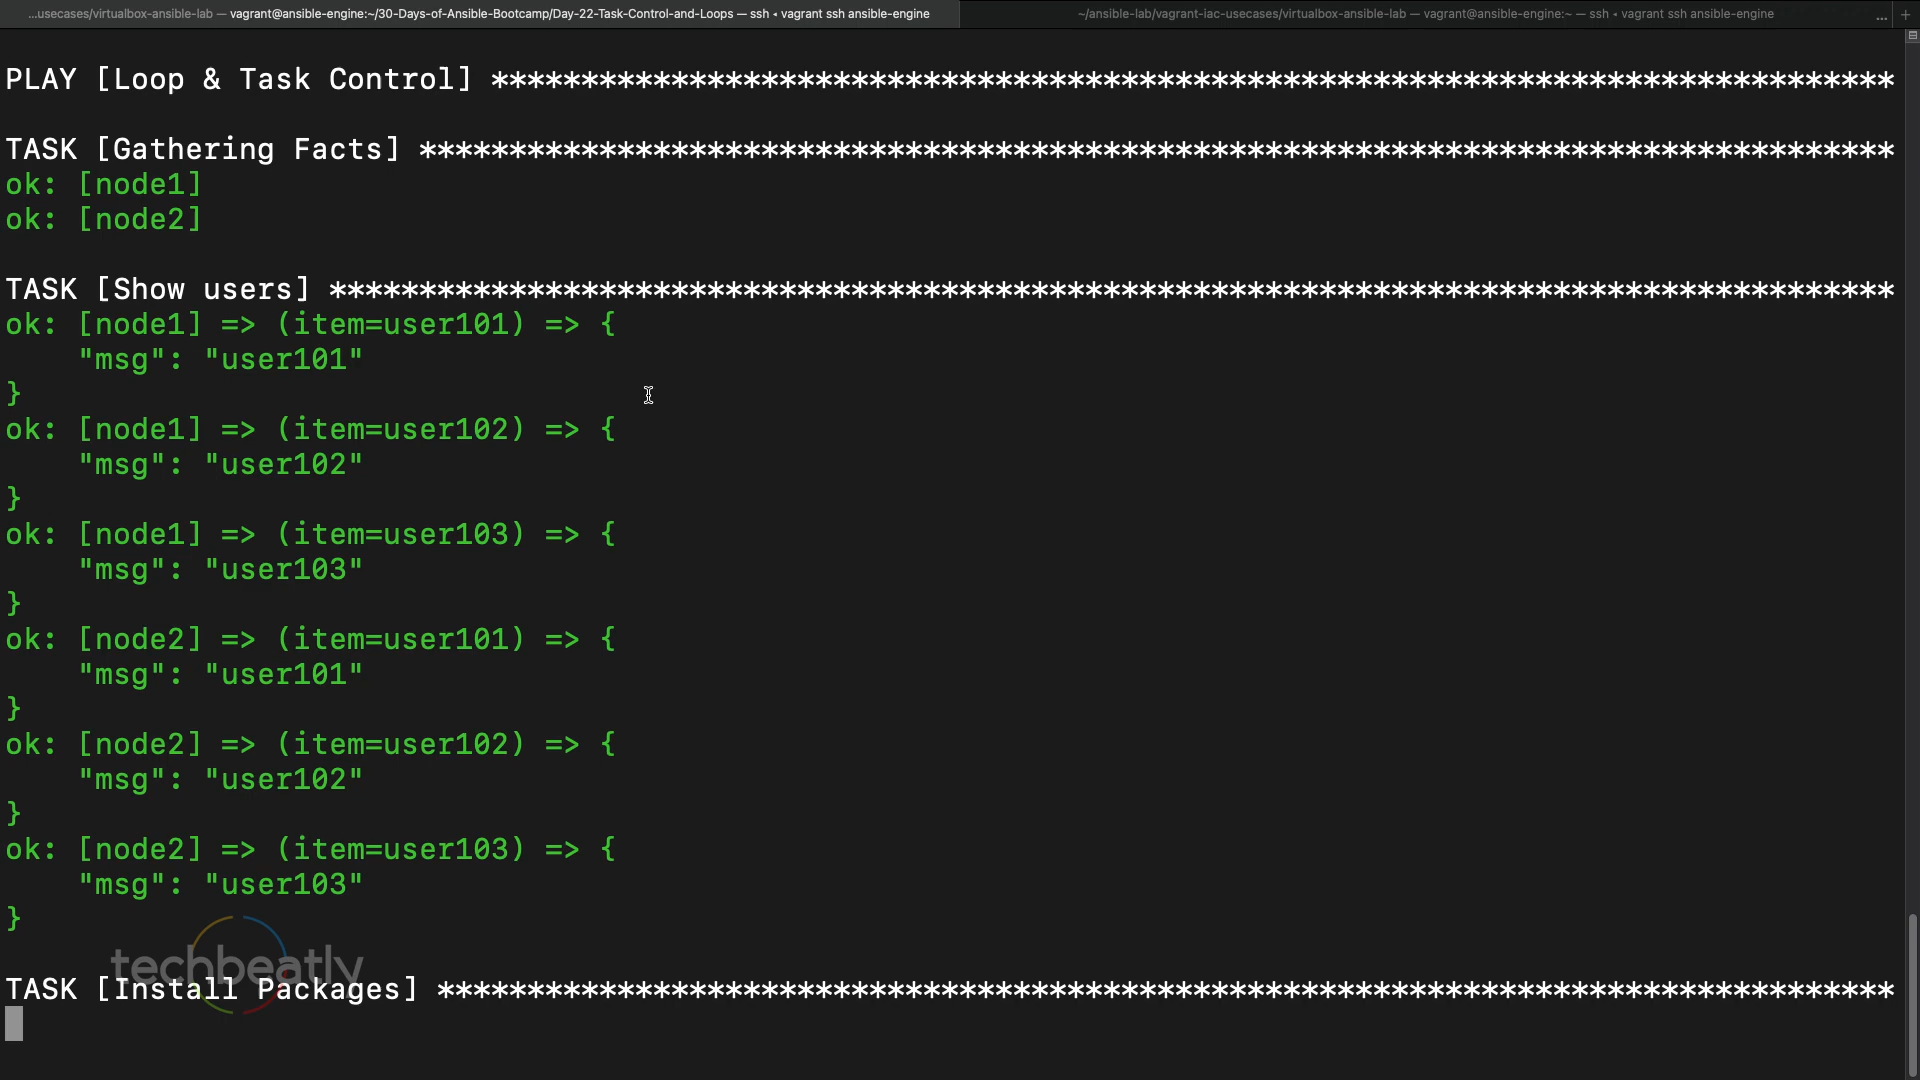 ...usecases/virtualbox-ansible-lab — vagrant@ansible-engine:~/30-Days-of-Ansible-Bootcamp/Day-22-Task-Control-and-Loops — ssh ◂ vagrant ssh ansible-engine
~/ansible-lab/vagrant-iac-usecases/virtualbox-ansible-lab — vagrant@ansible-engine:~ — ssh ◂ vagrant ssh ansible-engine
... +
PLAY [Loop & Task Control] ******************************************************************************
TASK [Gathering Facts] **********************************************************************************
ok: [node1]
ok: [node2]
TASK [Show users] ***************************************************************************************
ok: [node1] => (item=user101) => {
    "msg": "user101"
}
ok: [node1] => (item=user102) => {
    "msg": "user102"
}
ok: [node1] => (item=user103) => {
    "msg": "user103"
}
ok: [node2] => (item=user101) => {
    "msg": "user101"
}
ok: [node2] => (item=user102) => {
    "msg": "user102"
}
ok: [node2] => (item=user103) => {
    "msg": "user103"
}
techbeatly
TASK [Install Packages] *********************************************************************************